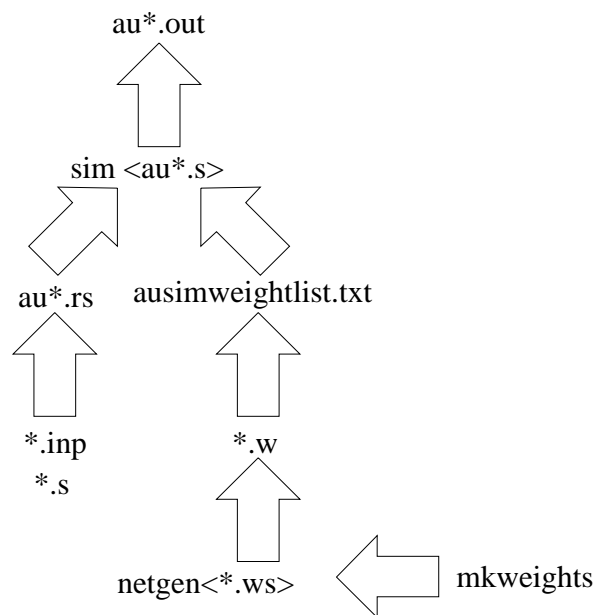 au*.out
sim <au*.s>
au*.rs
ausimweightlist.txt
*.inp
*.s
*.w
netgen<*.ws>
mkweights